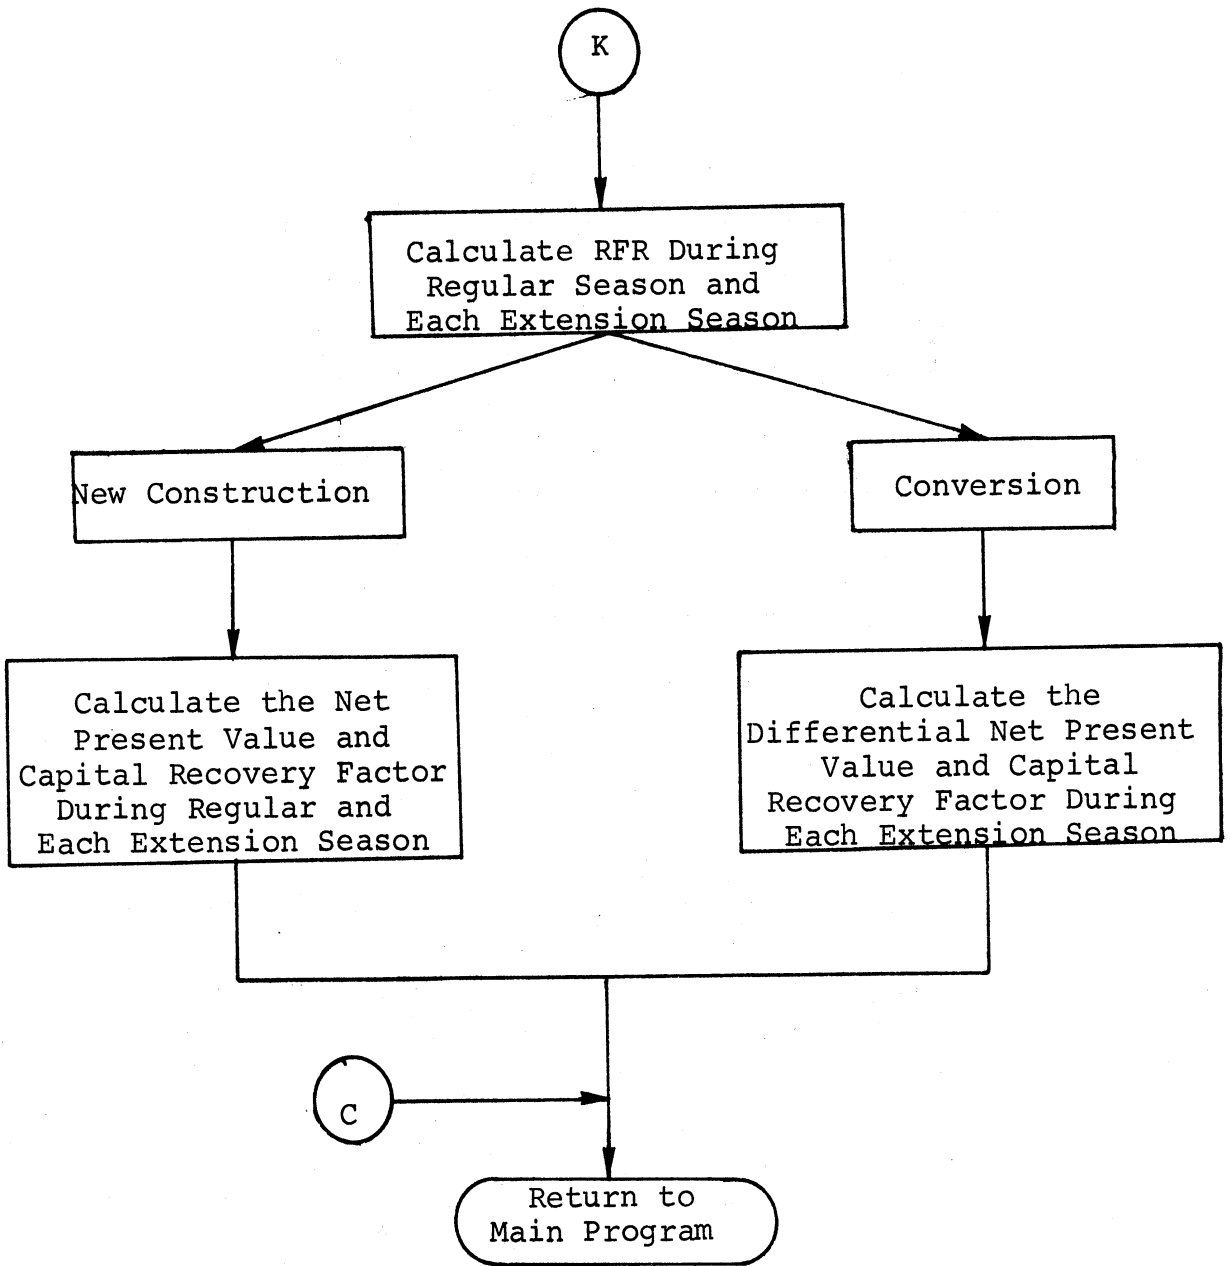 K
Calculate RFR During
Regular Season and
Each Extension Season
New Construction
Conversion
Calculate the Net
Present Value and
Capital Recovery Factor
During Regular and
Each Extension Season
Calculate the
Differential Net Present
Value and Capital
Recovery Factor During
Each Extension Season
C
Return to
Main Program